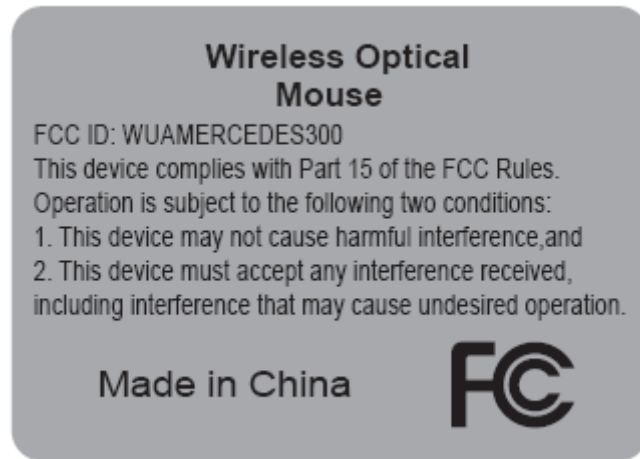 Wireless Optical
Mouse
FCC ID: WUAMERCEDES300
This device complies with Part 15 of the FCC Rules.
Operation is subject to the following two conditions:
1. This device may not cause harmful interference,and
2. This device must accept any interference received,
including interference that may cause undesired operation.
Made in China
FC